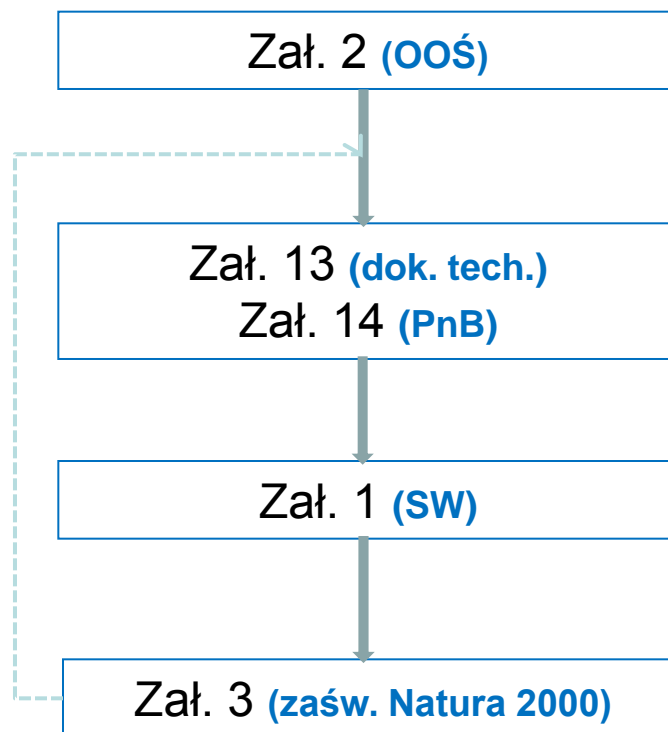 Zał. 2 (OOŚ)
Zał. 13 (dok. tech.)
Zał. 14 (PnB)
Zał. 1 (SW)
Zał. 3 (zaśw. Natura 2000)